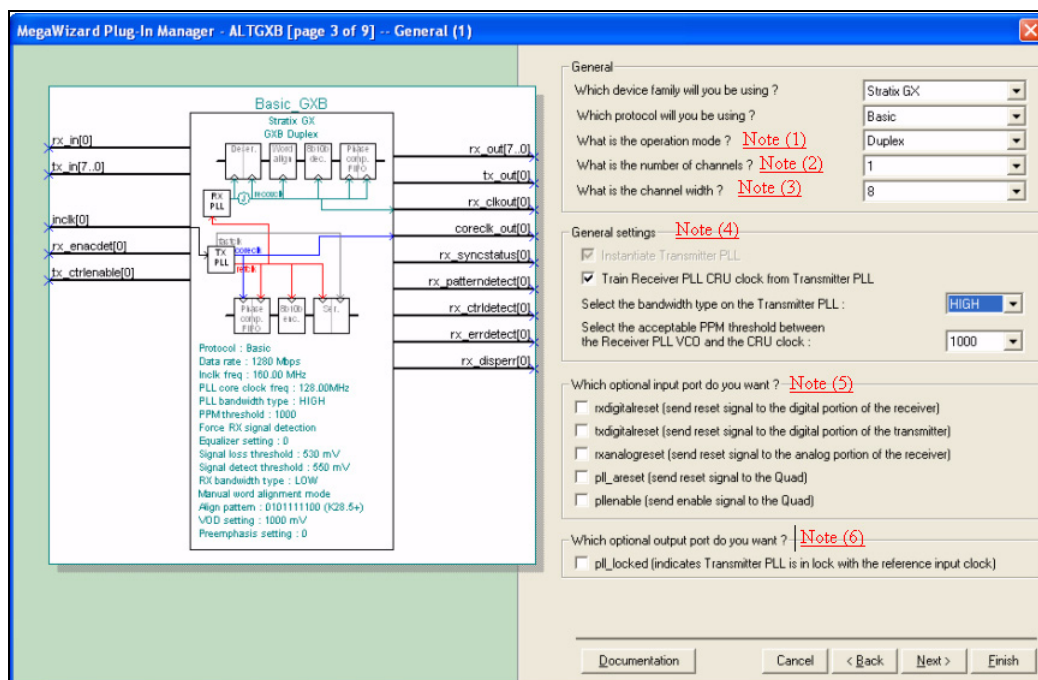 MegaWizard Plug-In Manager - ALTGXB [page 3 of 9] -- General (1)
Basic_GXB
Stratix GX
GXB Duplex
rx_in[0]
tx_in[7..0]
inclk[0]
rx_enacdet[0]
tx_ctrlenable[0]
Deser.
Word align
8b10b dec.
Phase comp. FIFO
recovclk
RX PLL
fastclk
coreclk
TX PLL
refclk
Phase comp. FIFO
8b10b enc.
Ser.
rx_out[7..0]
tx_out[0]
rx_clkout[0]
coreclk_out[0]
rx_syncstatus[0]
rx_patterndetect[0]
rx_ctrldetect[0]
rx_errdetect[0]
rx_disperr[0]
Protocol : Basic
Data rate : 1280 Mbps
Inclk freq : 160.00 MHz
PLL core clock freq : 128.00MHz
PLL bandwidth type : HIGH
PPM threshold : 1000
Force RX signal detection
Equalizer setting : 0
Signal loss threshold : 530 mV
Signal detect threshold : 550 mV
RX bandwidth type : LOW
Manual word alignment mode
Align pattern : 0101111100 (K28.5+)
VOD setting : 1000 mV
Preemphasis setting : 0
General
Which device family will you be using ? Stratix GX
Which protocol will you be using ? Basic
What is the operation mode ? Note (1) Duplex
What is the number of channels ? Note (2) 1
What is the channel width ? Note (3) 8
General settings Note (4)
Instantiate Transmitter PLL
Train Receiver PLL CRU clock from Transmitter PLL
Select the bandwidth type on the Transmitter PLL : HIGH
Select the acceptable PPM threshold between
the Receiver PLL VCO and the CRU clock : 1000
Which optional input port do you want ? Note (5)
rxdigitalreset (send reset signal to the digital portion of the receiver)
txdigitalreset (send reset signal to the digital portion of the transmitter)
rxanalogreset (send reset signal to the analog portion of the receiver)
pll_areset (send reset signal to the Quad)
pllenable (send enable signal to the Quad)
Which optional output port do you want ? Note (6)
pll_locked (indicates Transmitter PLL is in lock with the reference input clock)
Documentation Cancel < Back Next > Finish